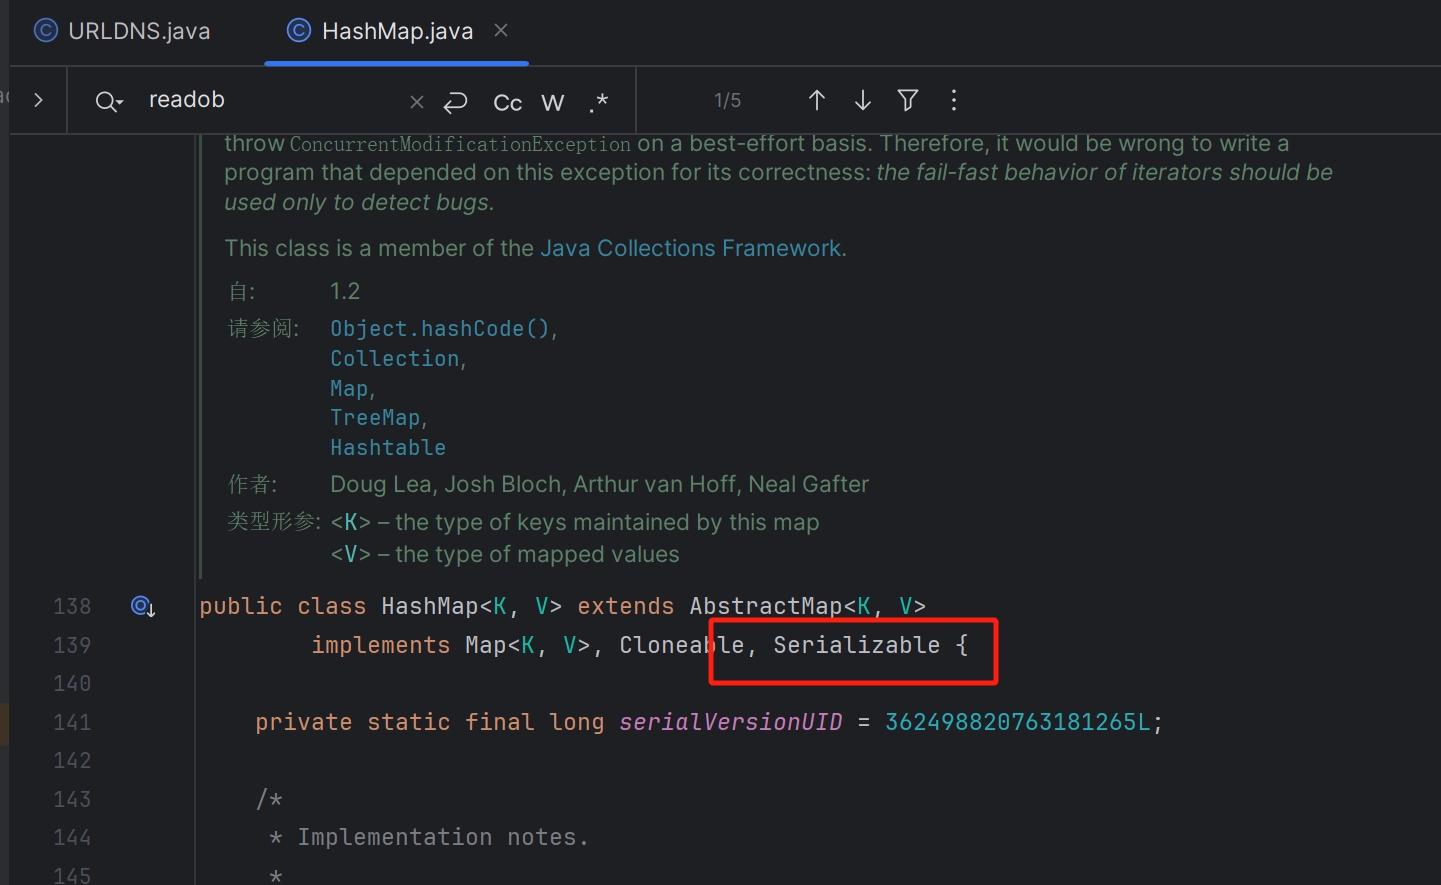 URLDNS.java HashMap.java
readob Cc W .* 1/5
throw ConcurrentModificationException on a best-effort basis. Therefore, it would be wrong to write a
program that depended on this exception for its correctness: the fail-fast behavior of iterators should be
used only to detect bugs.
This class is a member of the Java Collections Framework.
自: 1.2
请参阅: Object.hashCode(),
Collection,
Map,
TreeMap,
Hashtable
作者: Doug Lea, Josh Bloch, Arthur van Hoff, Neal Gafter
类型形参: <K> – the type of keys maintained by this map
<V> – the type of mapped values
138 public class HashMap<K, V> extends AbstractMap<K, V>
139 implements Map<K, V>, Cloneable, Serializable {
140
141 private static final long serialVersionUID = 362498820763181265L;
142
143 /*
144 * Implementation notes.
145 *